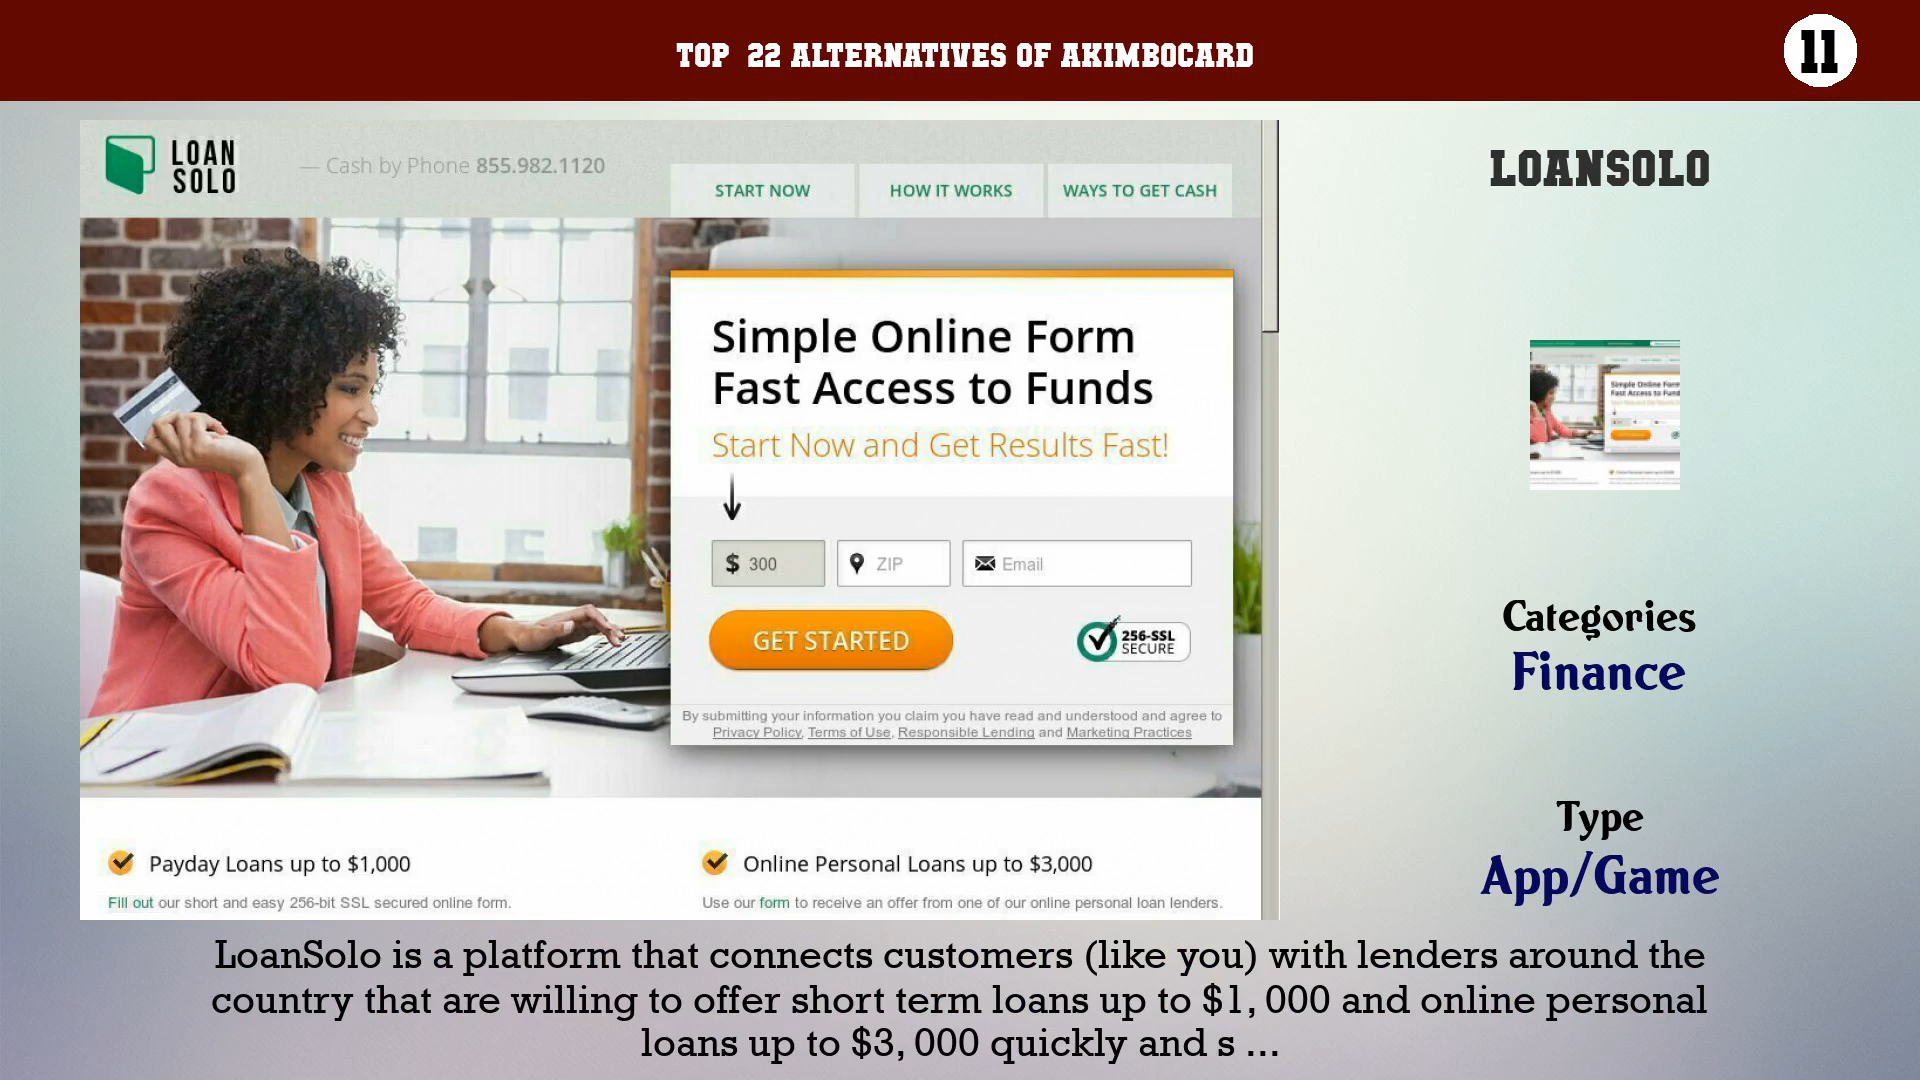 TOP 22 ALTERNATIVES OF AKIMBOCARD
11
LOAN
SOLO
— Cash by Phone 855.982.1120
START NOW
HOW IT WORKS
WAYS TO GET CASH
Simple Online Form
Fast Access to Funds
Start Now and Get Results Fast!
$ 300
ZIP
Email
GET STARTED
256-SSL
SECURE
By submitting your information you claim you have read and understood and agree to
Privacy Policy, Terms of Use, Responsible Lending and Marketing Practices
Payday Loans up to $1,000
Fill out our short and easy 256-bit SSL secured online form.
Online Personal Loans up to $3,000
Use our form to receive an offer from one of our online personal loan lenders.
LOANSOLO
Simple Online Form
Fast Access to Fund
Categories
Finance
Type
App/Game
LoanSolo is a platform that connects customers (like you) with lenders around the
country that are willing to offer short term loans up to $1, 000 and online personal
loans up to $3, 000 quickly and s ...